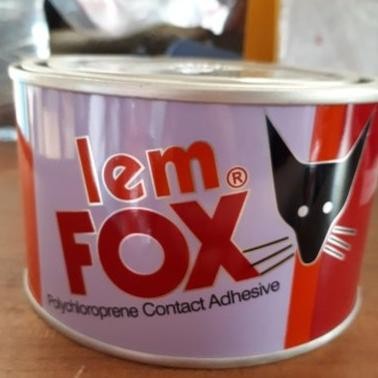 lem®
FOX
Polychloroprene Contact Adhesive